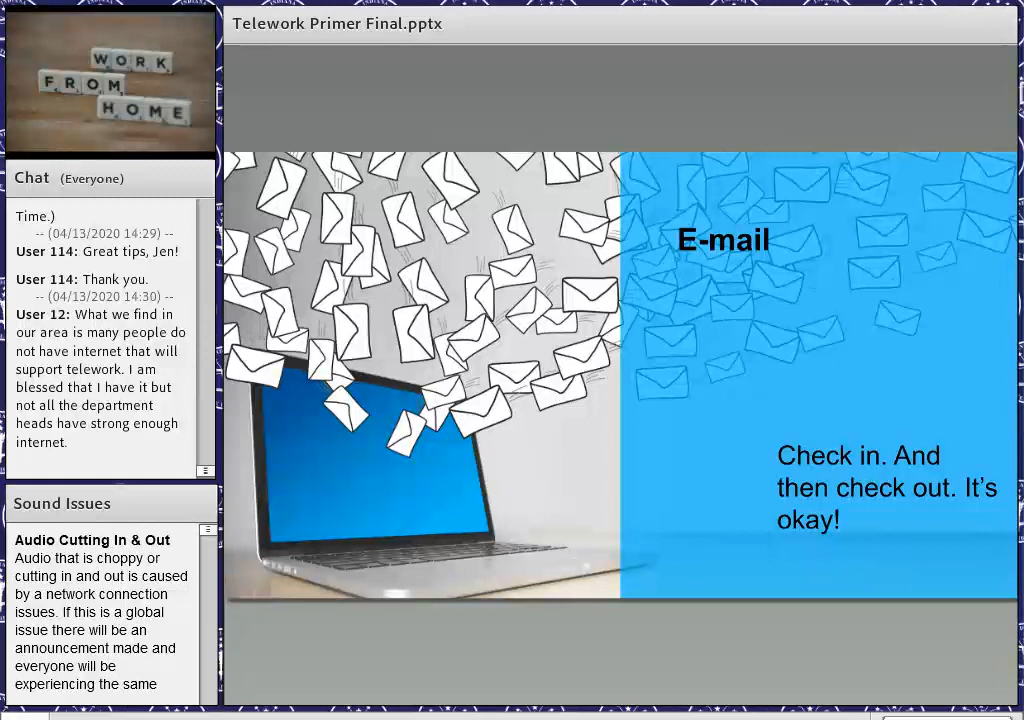 WORK
FROM
HOME
Telework Primer Final.pptx
Chat (Everyone)
Time.)
-- (04/13/2020 14:29) --
User 114: Great tips, Jen!
User 114: Thank you.
-- (04/13/2020 14:30) --
User 12: What we find in
our area is many people do
not have internet that will
support telework. I am
blessed that I have it but
not all the department
heads have strong enough
internet.
Sound Issues
Audio Cutting In & Out
Audio that is choppy or
cutting in and out is caused
by a network connection
issues. If this is a global
issue there will be an
announcement made and
everyone will be
experiencing the same
E-mail
Check in. And
then check out. It’s
okay!